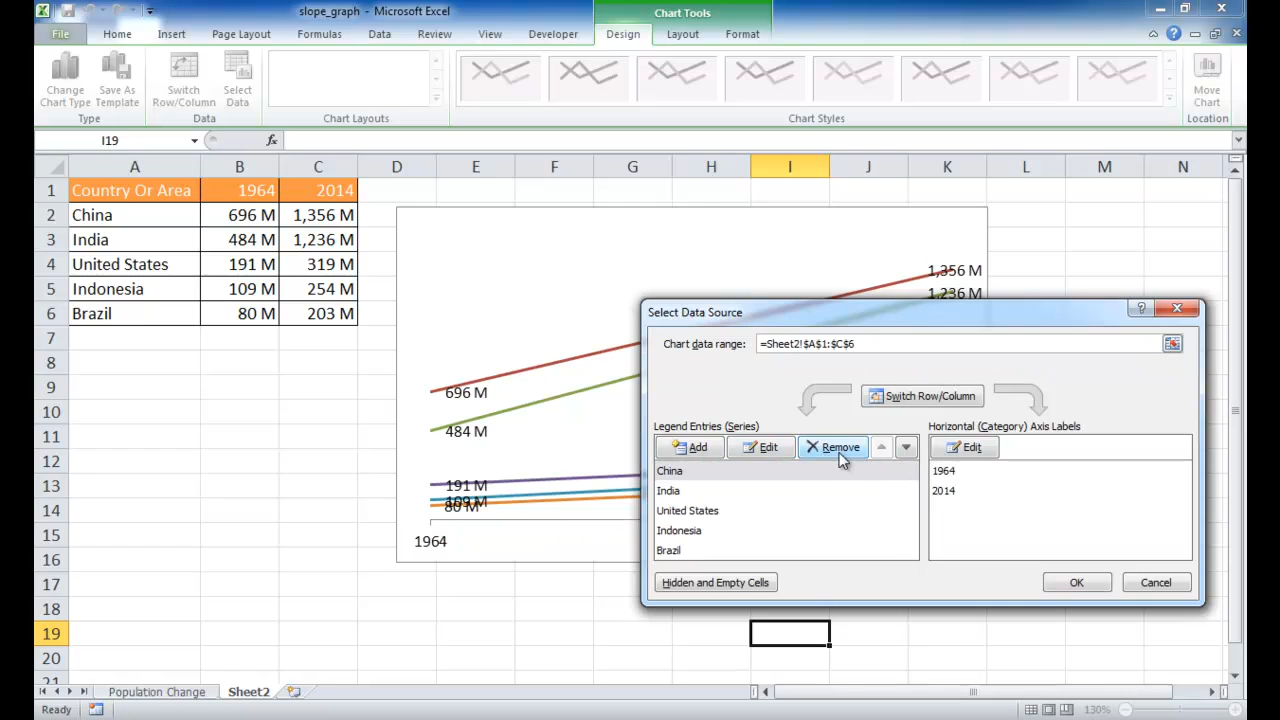 slope_graph - Microsoft Excel
Chart Tools
File Home Insert Page Layout Formulas Data Review View Developer Design Layout Format
Change Chart Type
Save As Template
Switch Row/Column
Select Data
Move Chart
Type
Data
Chart Layouts
Chart Styles
Location
I19
fx
A B C D E F G H I J K L M N
1 Country Or Area 1964 2014
2 China 696 M 1,356 M
3 India 484 M 1,236 M
4 United States 191 M 319 M
5 Indonesia 109 M 254 M
6 Brazil 80 M 203 M
7
8
9
10
11
12
13
14
15
16
17
18
19
20
21
1,356 M
1,236 M
696 M
484 M
191 M
109 M
80 M
1964
Select Data Source
Chart data range: =Sheet2!$A$1:$C$6
Switch Row/Column
Legend Entries (Series)
Horizontal (Category) Axis Labels
Add Edit Remove
Edit
China
India
United States
Indonesia
Brazil
1964
2014
Hidden and Empty Cells
OK
Cancel
Population Change Sheet2
Ready
130%